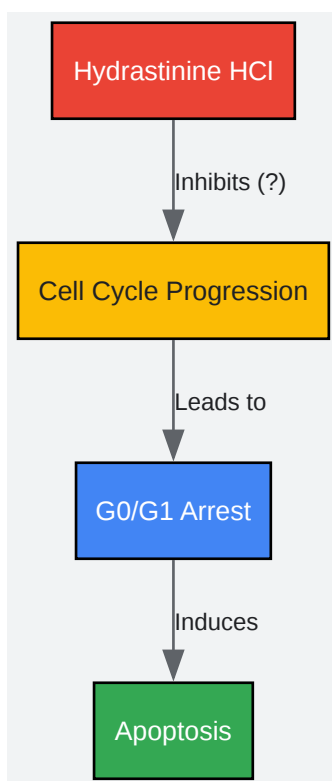 Hydrastinine HCl
Inhibits (?)
Cell Cycle Progression
Leads to
G0/G1 Arrest
Induces
Apoptosis